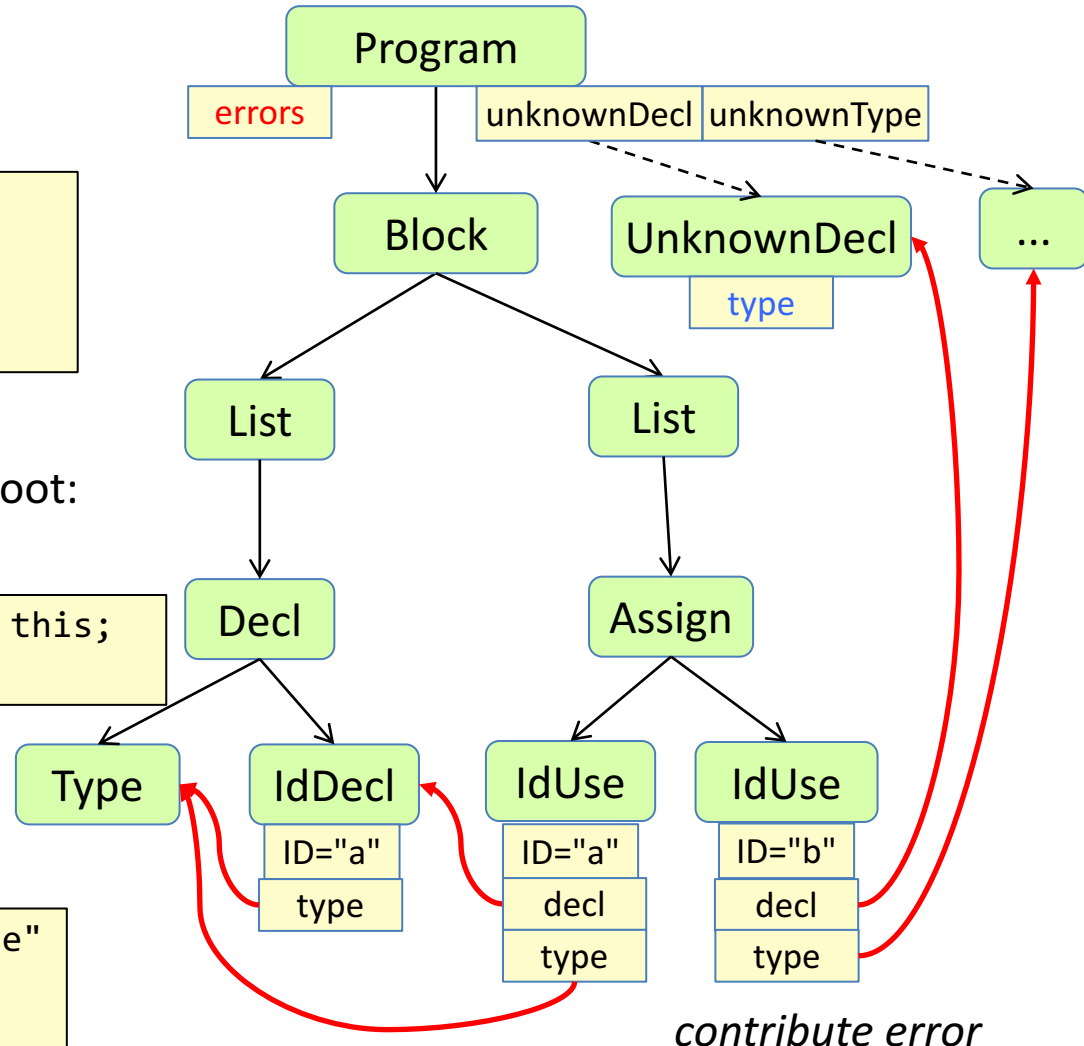 Program
errors
unknownDecl unknownType
Block
UnknownDecl
...
type
List
List
oot:
this;
Decl
Assign
Type
IdDecl
IdUse
IdUse
ID="a"
ID="a"
ID="b"
type
decl
decl
e"
type
type
contribute error